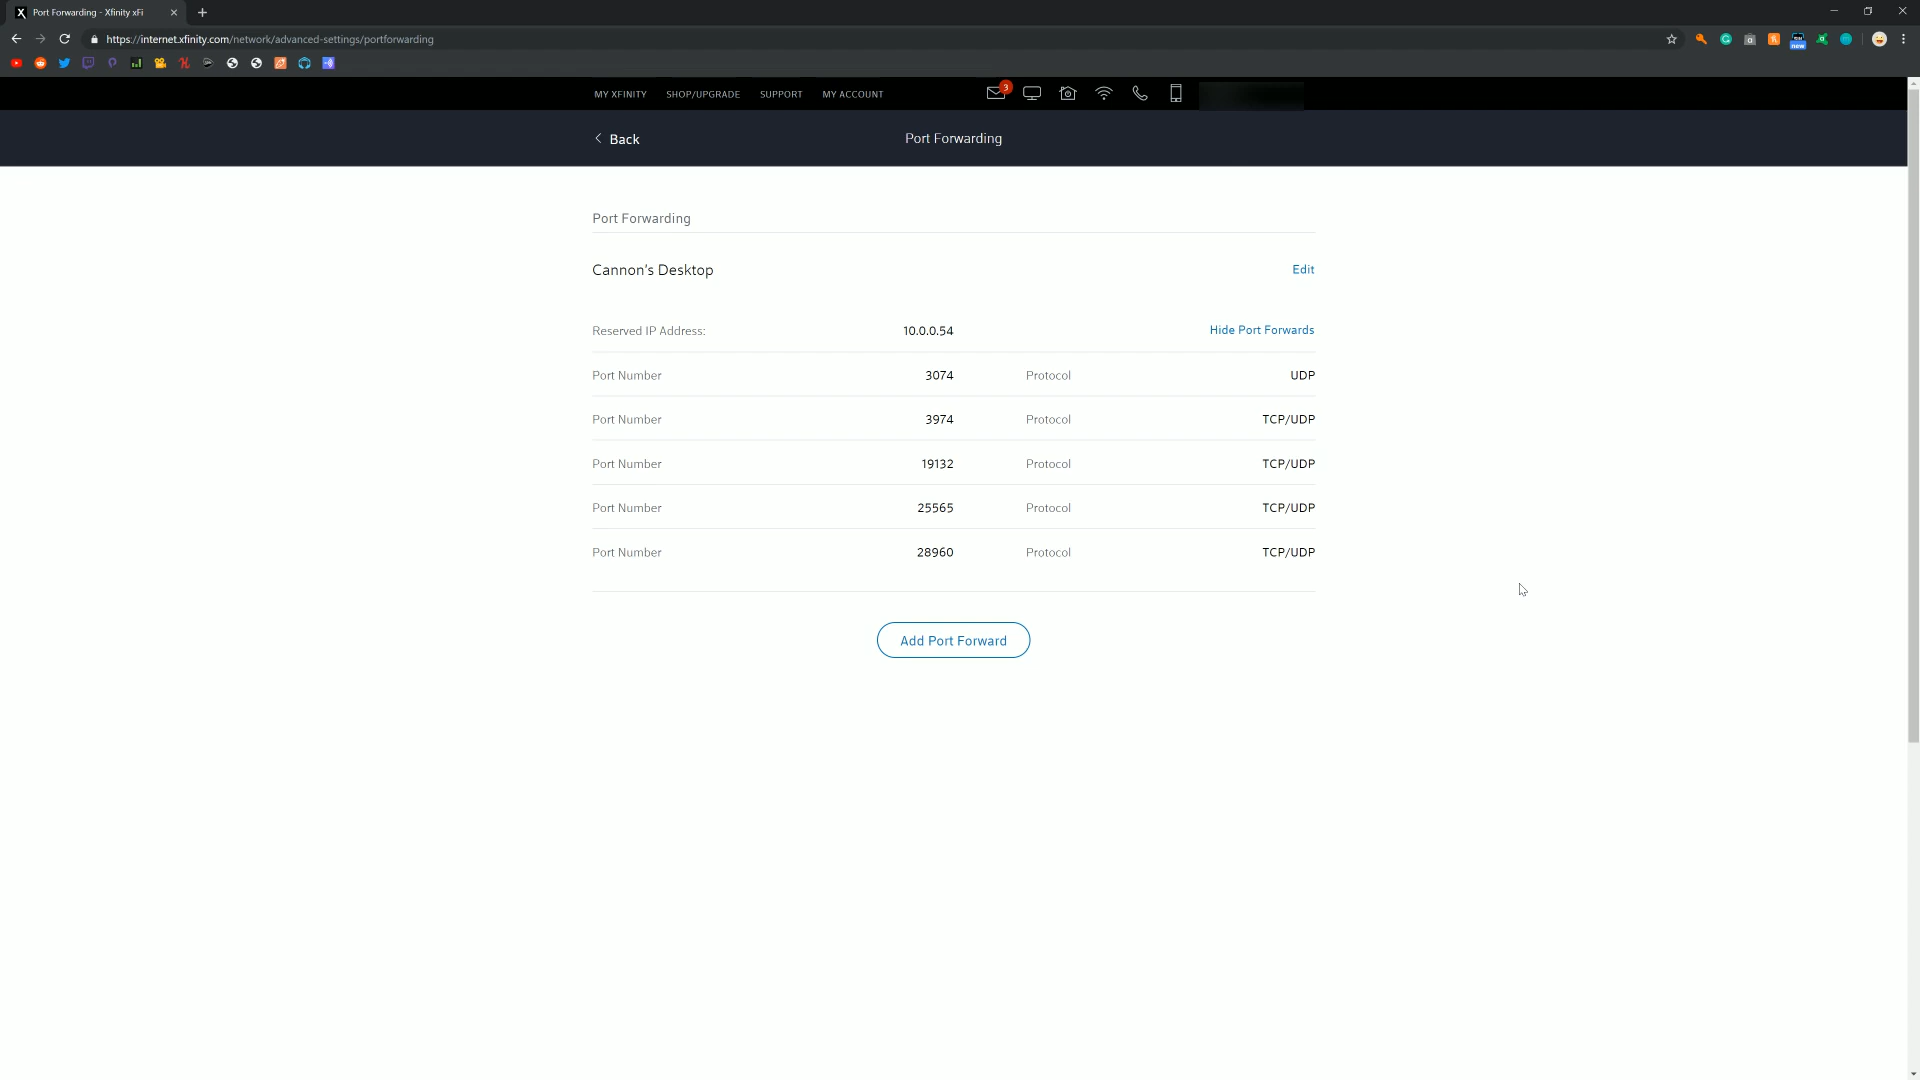 Port Forwarding - Xfinity xFi
https://internet.xfinity.com/network/advanced-settings/portforwarding
new
MY XFINITY SHOP/UPGRADE SUPPORT MY ACCOUNT 3
Back Port Forwarding
Port Forwarding
Cannon's Desktop Edit
Reserved IP Address: 10.0.0.54 Hide Port Forwards
Port Number 3074 Protocol UDP
Port Number 3974 Protocol TCP/UDP
Port Number 19132 Protocol TCP/UDP
Port Number 25565 Protocol TCP/UDP
Port Number 28960 Protocol TCP/UDP
Add Port Forward